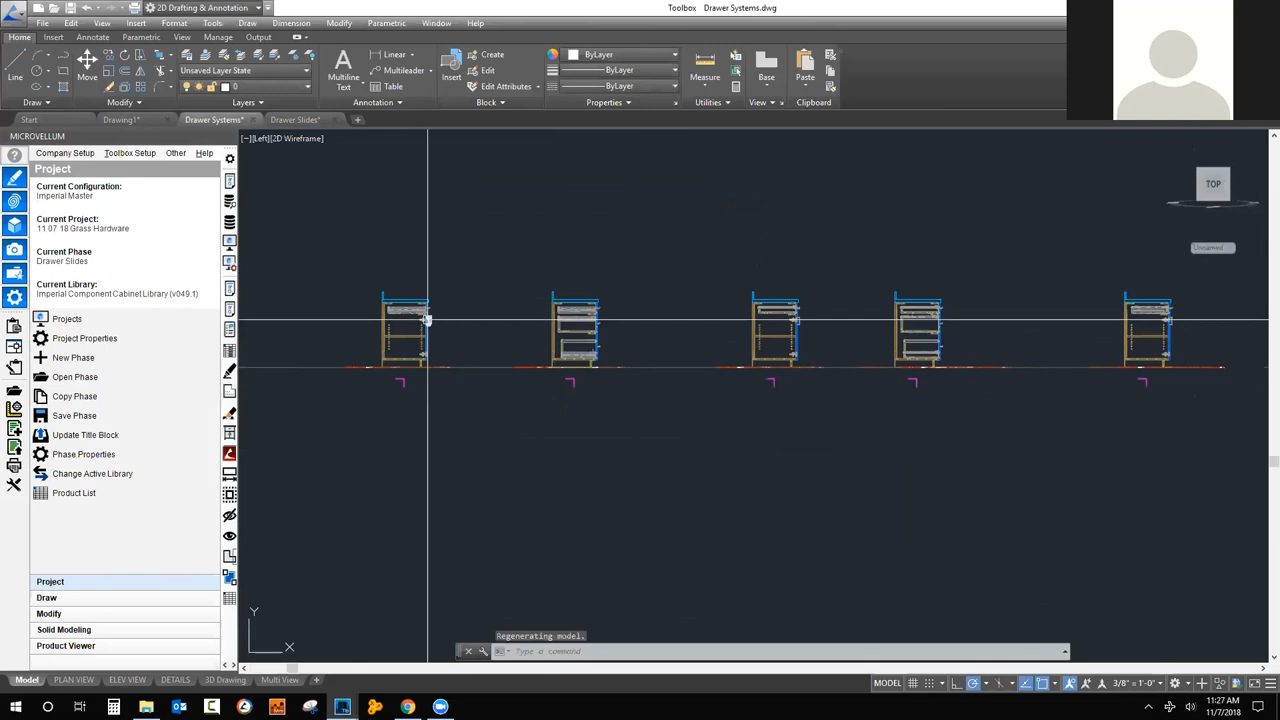 2D Drafting & Annotation
Toolbox Drawer Systems.dwg
File Edit View Insert Format Tools Draw Dimension Modify Parametric Window Help
Home Insert Annotate Parametric View Manage Output
Line
Move
Unsaved Layer State
0
Multiline Text
Linear
Multileader
Table
Insert
Create
Edit
Edit Attributes
ByLayer
ByLayer
ByLayer
Measure
Base
Paste
Draw Modify Layers Annotation Block Properties Utilities View Clipboard
Start Drawing1* Drawer Systems* Drawer Slides*
MICROVELLUM
[−][Left][2D Wireframe]
Company Setup Toolbox Setup Other Help
Project
Current Configuration:
Imperial Master
Current Project:
11 07 18 Grass Hardware
Current Phase
Drawer Slides
Current Library:
Imperial Component Cabinet Library (v049.1)
Projects
Project Properties
New Phase
Open Phase
Copy Phase
Save Phase
Update Title Block
Phase Properties
Change Active Library
Product List
TOP
Unnamed
Project
Draw
Modify
Solid Modeling
Product Viewer
Y
X
Regenerating model.
Type a command
Model PLAN VIEW ELEV VIEW DETAILS 3D Drawing Multi View
MODEL
3/8" = 1'-0"
11:27 AM
11/7/2018